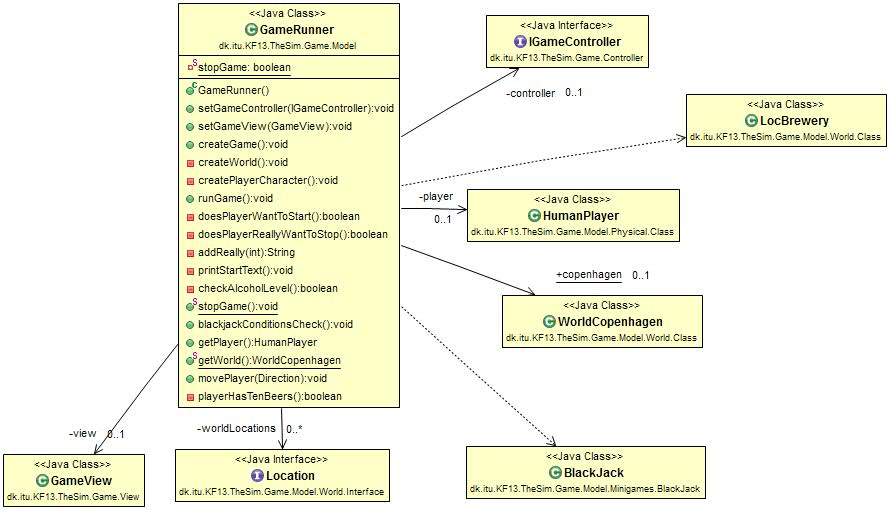 <<Java Class>>
GameRunner
dk.itu.KF13.TheSim.Game.Model
stopGame: boolean
GameRunner()
setGameController(IGameController):void
setGameView(GameView):void
createGame():void
createWorld():void
createPlayerCharacter():void
runGame():void
doesPlayerWantToStart():boolean
doesPlayerReallyWantToStop():boolean
addReally(int):String
printStartText():void
checkAlcoholLevel():boolean
stopGame():void
blackjackConditionsCheck():void
getPlayer():HumanPlayer
getWorld():WorldCopenhagen
movePlayer(Direction):void
playerHasTenBeers():boolean
<<Java Interface>>
IGameController
dk.itu.KF13.TheSim.Game.Controller
-controller 0..1
<<Java Class>>
LocBrewery
dk.itu.KF13.TheSim.Game.Model.World.Class
-player
0..1
<<Java Class>>
HumanPlayer
dk.itu.KF13.TheSim.Game.Model.Physical.Class
+copenhagen 0..1
<<Java Class>>
WorldCopenhagen
dk.itu.KF13.TheSim.Game.Model.World.Class
-view 0..1
<<Java Class>>
GameView
dk.itu.KF13.TheSim.Game.View
-worldLocations 0..*
<<Java Interface>>
Location
dk.itu.KF13.TheSim.Game.Model.World.Interface
<<Java Class>>
BlackJack
dk.itu.KF13.TheSim.Game.Model.Minigames.BlackJack